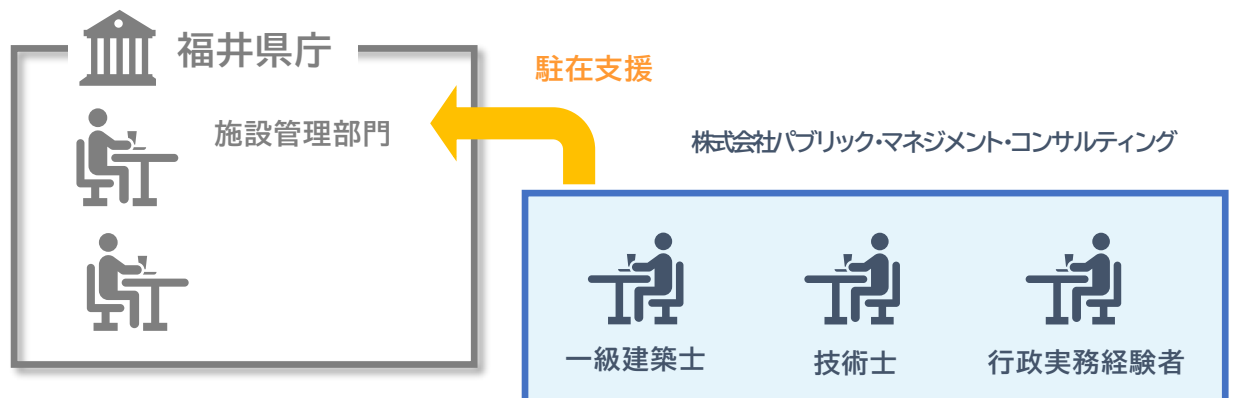 福井県庁
施設管理部門
駐在支援
株式会社パブリック・マネジメント・コンサルティング
一級建築士
技術士
行政実務経験者